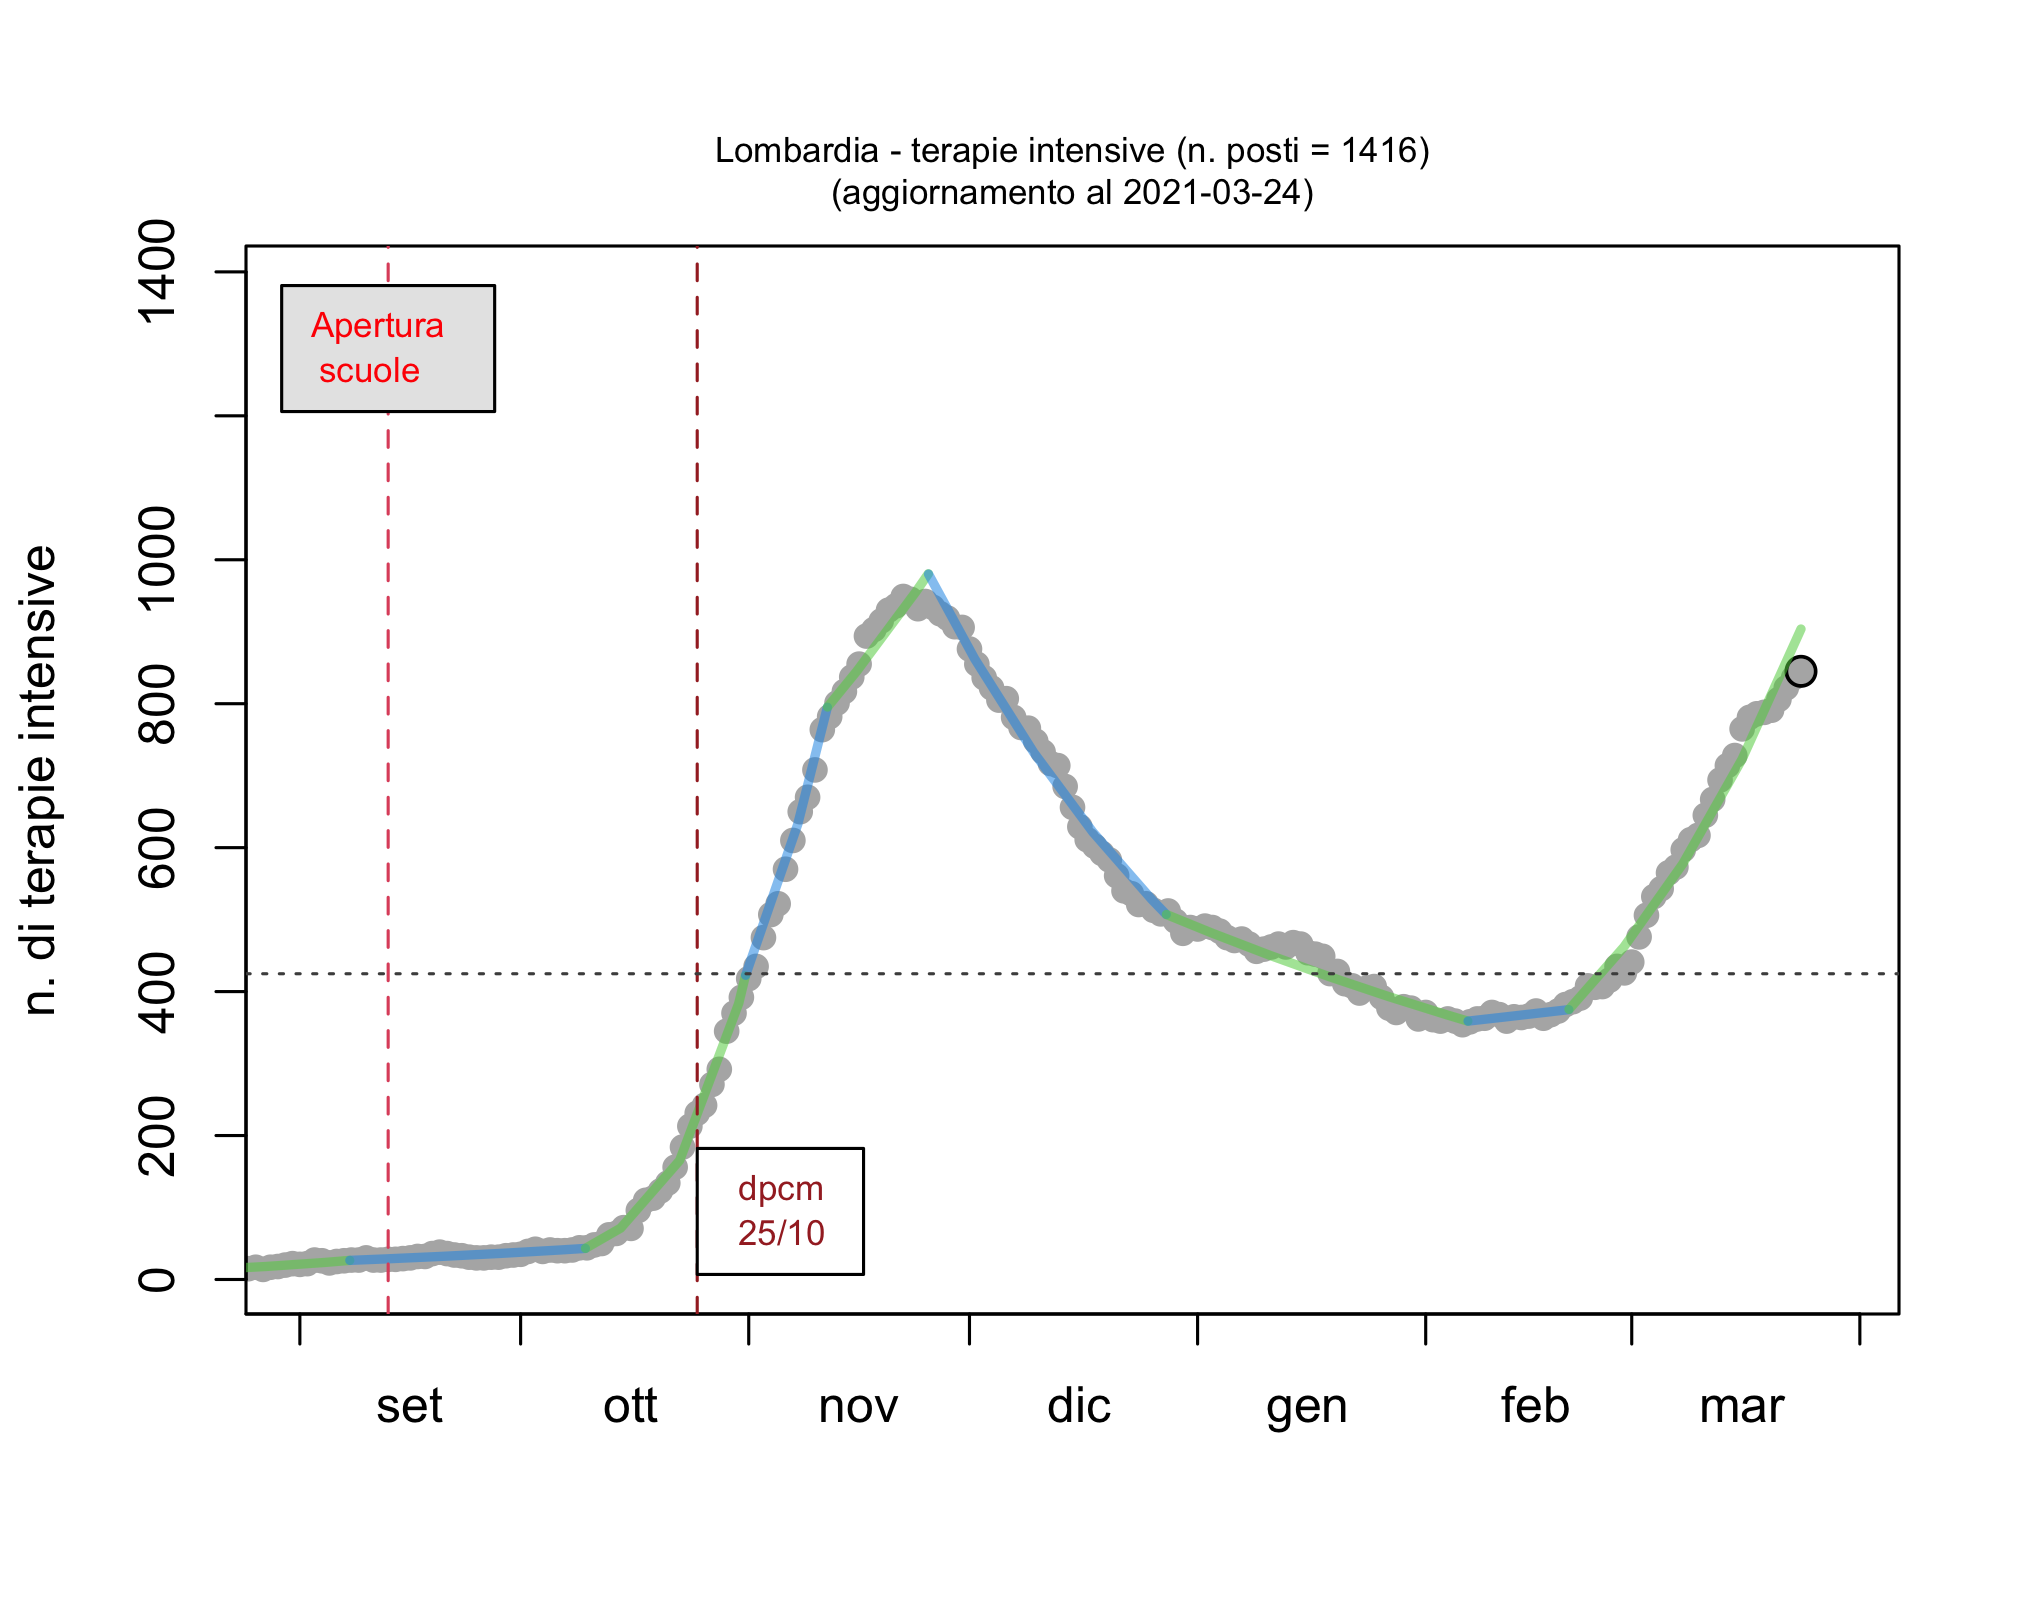 Lombardia - terapie intensive (n. posti = 1416)
(aggiornamento al 2021-03-24)
n. di terapie intensive
1400
1000
800
600
400
200
0
Apertura
scuole
dpcm
25/10
set ott nov dic gen feb mar